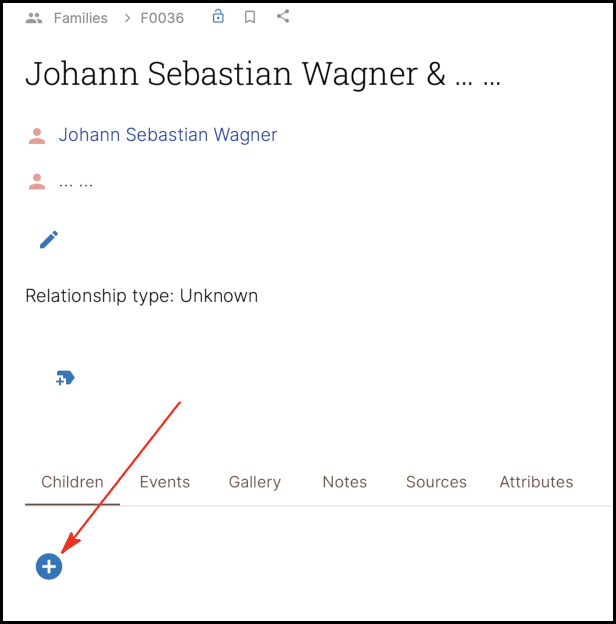 Families > F0036
Johann Sebastian Wagner & ... ...
Johann Sebastian Wagner
... ...
Relationship type: Unknown
Children Events Gallery Notes Sources Attributes